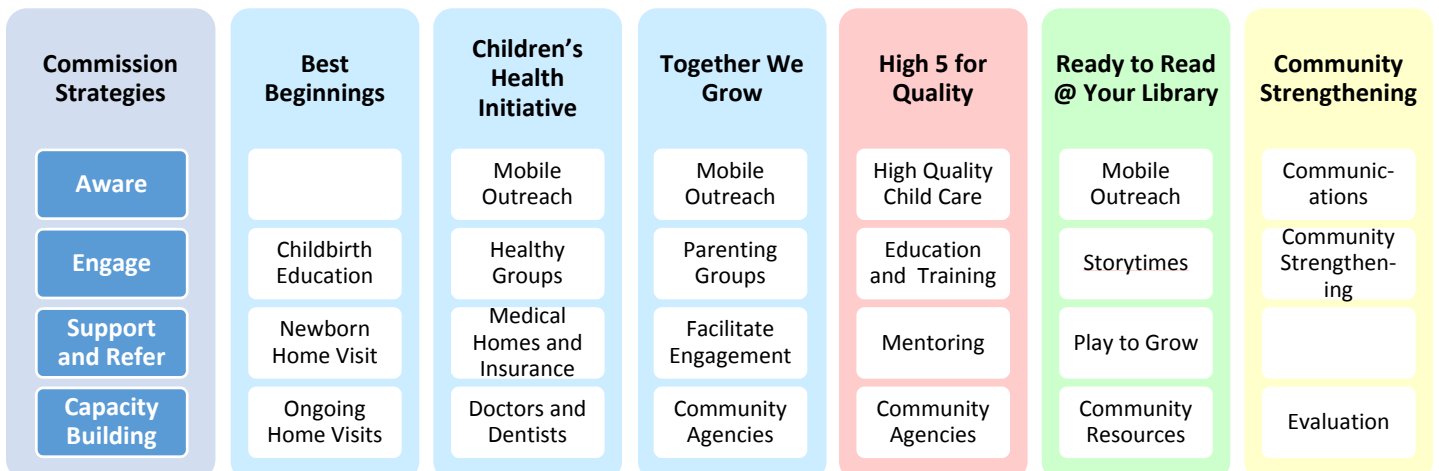 Commission
Strategies
Aware
Engage
Support
and Refer
Capacity
Building
Best
Beginnings
Childbirth
Education
Newborn
Home Visit
Ongoing
Home Visits
Children’s
Health
Initiative
Mobile
Outreach
Healthy
Groups
Medical
Homes and
Insurance
Doctors and
Dentists
Together We
Grow
Mobile
Outreach
Parenting
Groups
Facilitate
Engagement
Community
Agencies
High 5 for
Quality
High Quality
Child Care
Education
and Training
Mentoring
Community
Agencies
Ready to Read
@ Your Library
Mobile
Outreach
Storytimes
Play to Grow
Community
Resources
Community
Strengthening
Communic-
ations
Community
Strengthen-
ing
Evaluation